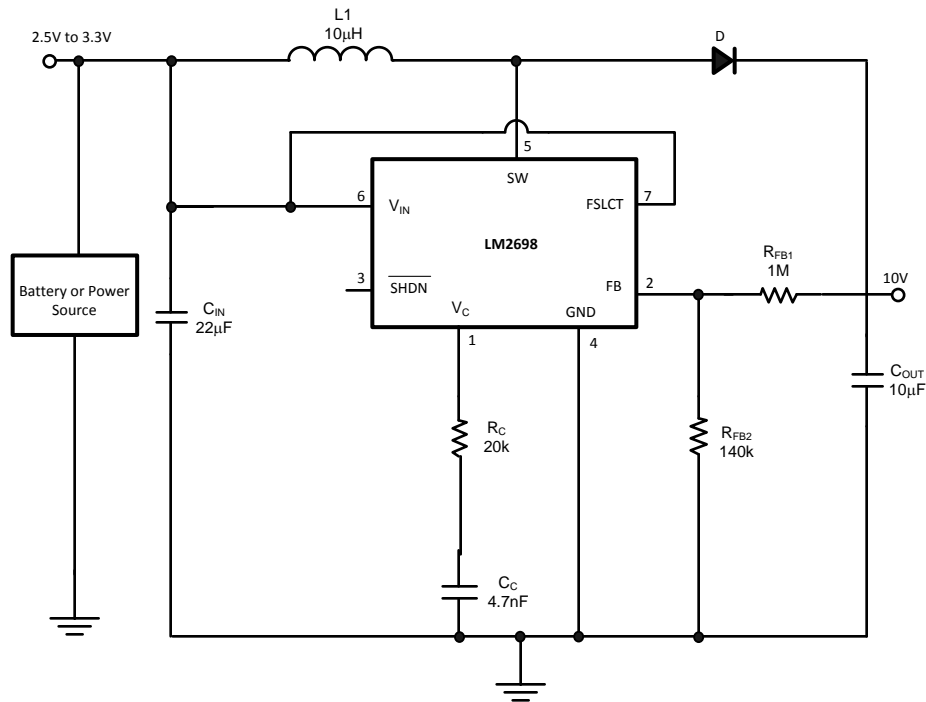 L1
10µH
2.5V to 3.3V
D
5
SW
6
VIN
FSLCT
7
LM2698
RFB1
1M
3
SHDN
FB
2
10V
Battery or Power
Source
CIN
22µF
VC
GND
1
4
COUT
10µF
RC
20k
RFB2
140k
CC
4.7nF